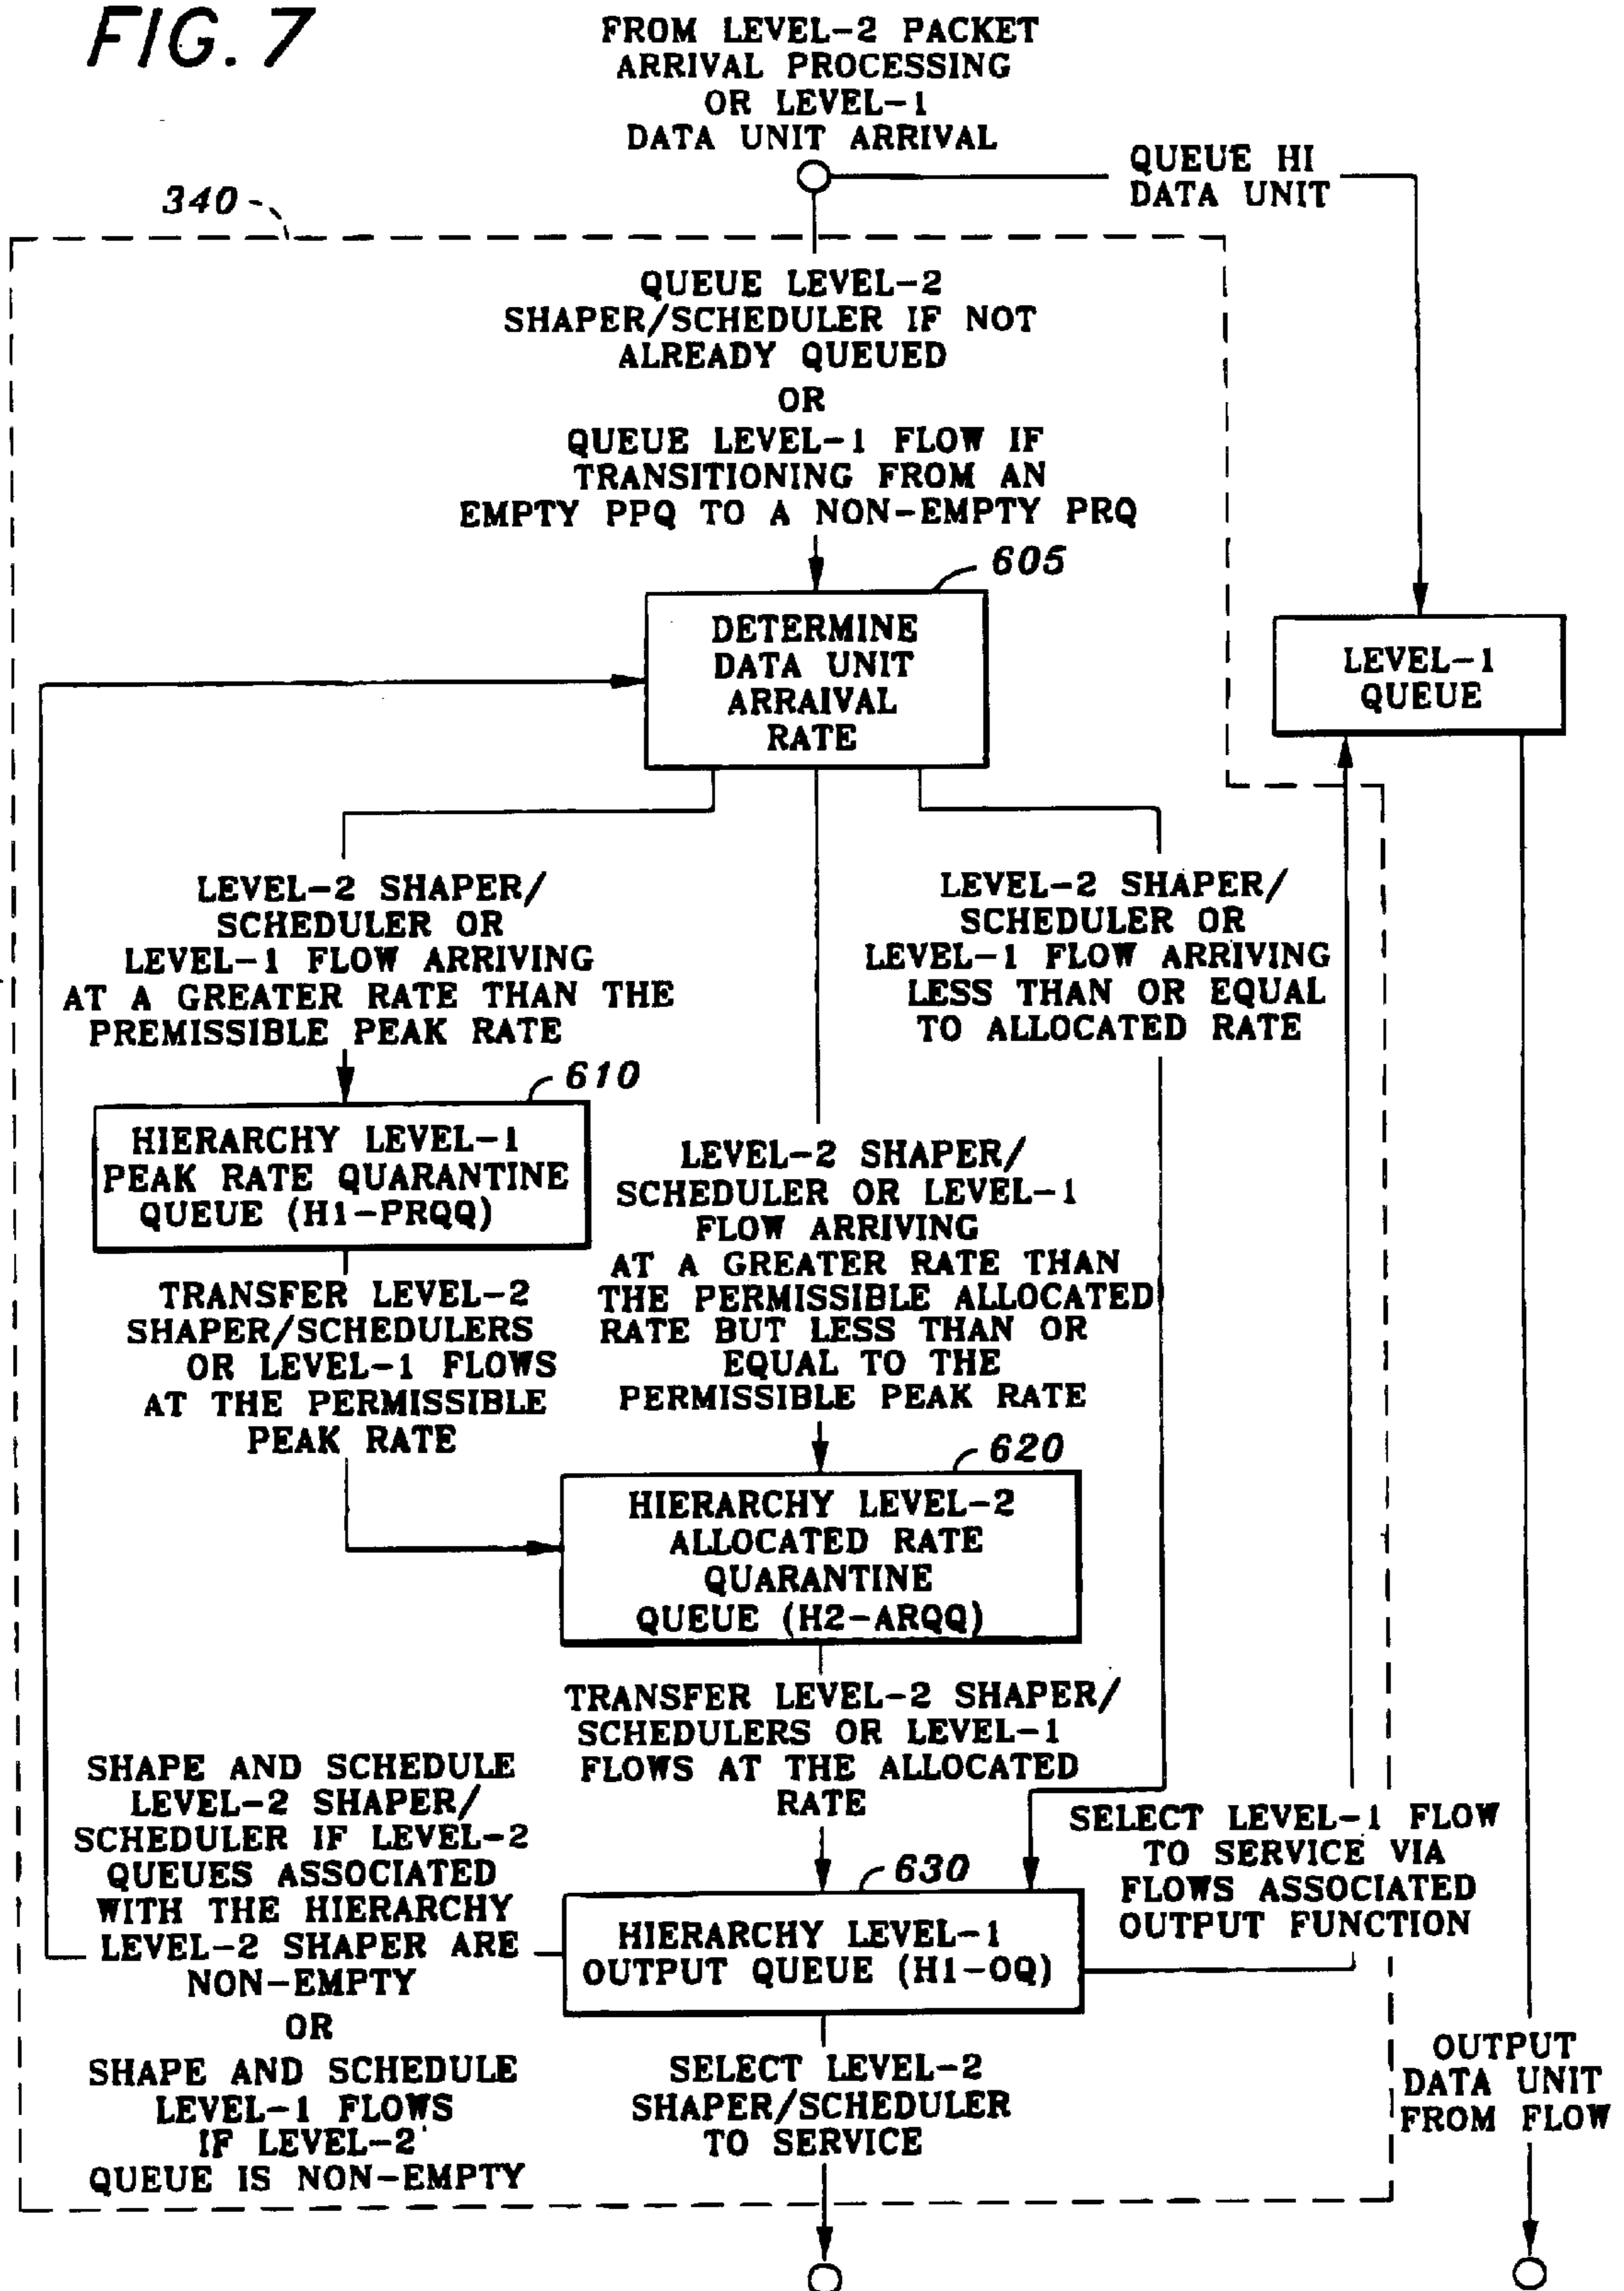 FIG. 7
FROM LEVEL-2 PACKET
ARRIVAL PROCESSING
OR LEVEL-1
DATA UNIT ARRIVAL
QUEUE HI
DATA UNIT
340
QUEUE LEVEL-2
SHAPER/SCHEDULER IF NOT
ALREADY QUEUED
OR
QUEUE LEVEL-1 FLOW IF
TRANSITIONING FROM AN
EMPTY PPQ TO A NON-EMPTY PRQ
605
DETERMINE
DATA UNIT
ARRAIVAL
RATE
LEVEL-1
QUEUE
LEVEL-2 SHAPER/
SCHEDULER OR
LEVEL-1 FLOW ARRIVING
AT A GREATER RATE THAN THE
PREMISSIBLE PEAK RATE
LEVEL-2 SHAPER/
SCHEDULER OR
LEVEL-1 FLOW ARRIVING
LESS THAN OR EQUAL
TO ALLOCATED RATE
610
HIERARCHY LEVEL-1
PEAK RATE QUARANTINE
QUEUE (H1-PRQQ)
LEVEL-2 SHAPER/
SCHEDULER OR LEVEL-1
FLOW ARRIVING
AT A GREATER RATE THAN
THE PERMISSIBLE ALLOCATED
RATE BUT LESS THAN OR
EQUAL TO THE
PERMISSIBLE PEAK RATE
TRANSFER LEVEL-2
SHAPER/SCHEDULERS
OR LEVEL-1 FLOWS
AT THE PERMISSIBLE
PEAK RATE
620
HIERARCHY LEVEL-2
ALLOCATED RATE
QUARANTINE
QUEUE (H2-ARQQ)
TRANSFER LEVEL-2 SHAPER/
SCHEDULERS OR LEVEL-1
FLOWS AT THE ALLOCATED
RATE
SHAPE AND SCHEDULE
LEVEL-2 SHAPER/
SCHEDULER IF LEVEL-2
QUEUES ASSOCIATED
WITH THE HIERARCHY
LEVEL-2 SHAPER ARE
NON-EMPTY
OR
SHAPE AND SCHEDULE
LEVEL-1 FLOWS
IF LEVEL-2
QUEUE IS NON-EMPTY
630
HIERARCHY LEVEL-1
OUTPUT QUEUE (H1-OQ)
SELECT LEVEL-1 FLOW
TO SERVICE VIA
FLOWS ASSOCIATED
OUTPUT FUNCTION
SELECT LEVEL-2
SHAPER/SCHEDULER
TO SERVICE
OUTPUT
DATA UNIT
FROM FLOW